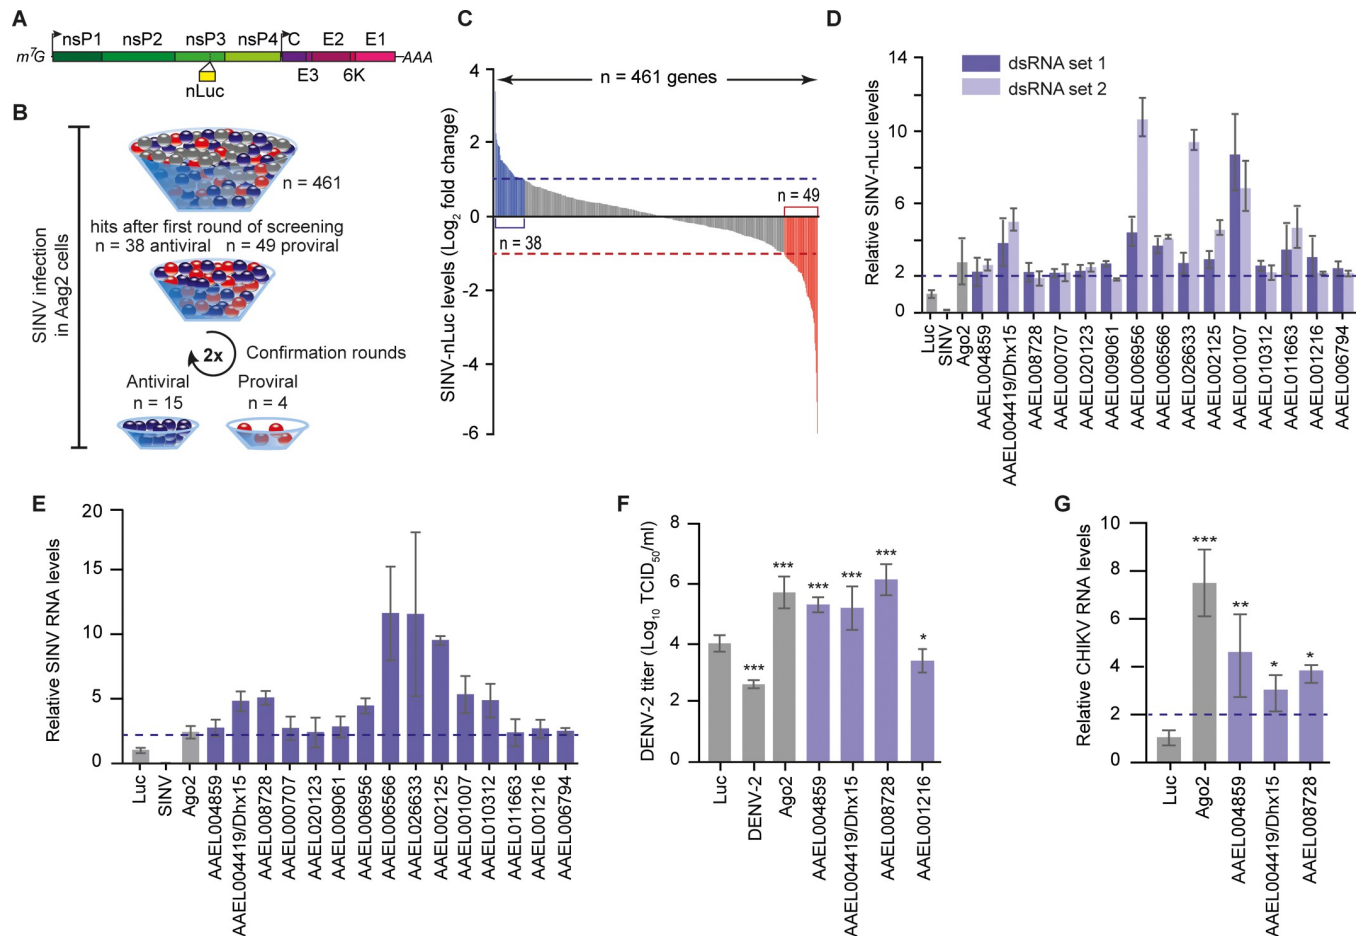 A
nsP1 nsP2 nsP3 nsP4 C E2 E1
m⁷G AAA
E3 6K
nLuc
B
SINV infection
in Aag2 cells
n = 461
hits after first round of screening
n = 38 antiviral n = 49 proviral
2x Confirmation rounds
Antiviral Proviral
n = 15 n = 4
C
SINV-nLuc levels (Log₂ fold change)
4
2
0
-2
-4
-6
n = 461 genes
n = 49
n = 38
D
Relative SINV-nLuc levels
14
10
8
6
4
2
0
dsRNA set 1
dsRNA set 2
Luc
SINV
Ago2
AAEL004859
AAEL004419/Dhx15
AAEL008728
AAEL000707
AAEL020123
AAEL009061
AAEL006956
AAEL006566
AAEL026633
AAEL002125
AAEL001007
AAEL010312
AAEL011663
AAEL001216
AAEL006794
E
Relative SINV RNA levels
20
15
10
5
0
Luc
SINV
Ago2
AAEL004859
AAEL004419/Dhx15
AAEL008728
AAEL000707
AAEL020123
AAEL009061
AAEL006956
AAEL006566
AAEL026633
AAEL002125
AAEL001007
AAEL010312
AAEL011663
AAEL001216
AAEL006794
F
DENV-2 titer (Log₁₀ TCID₅₀/ml)
8
6
4
2
0
***
***
***
***
***
*
Luc
DENV-2
Ago2
AAEL004859
AAEL004419/Dhx15
AAEL008728
AAEL001216
G
Relative CHIKV RNA levels
10
8
6
4
2
0
***
**
*
*
Luc
Ago2
AAEL004859
AAEL004419/Dhx15
AAEL008728